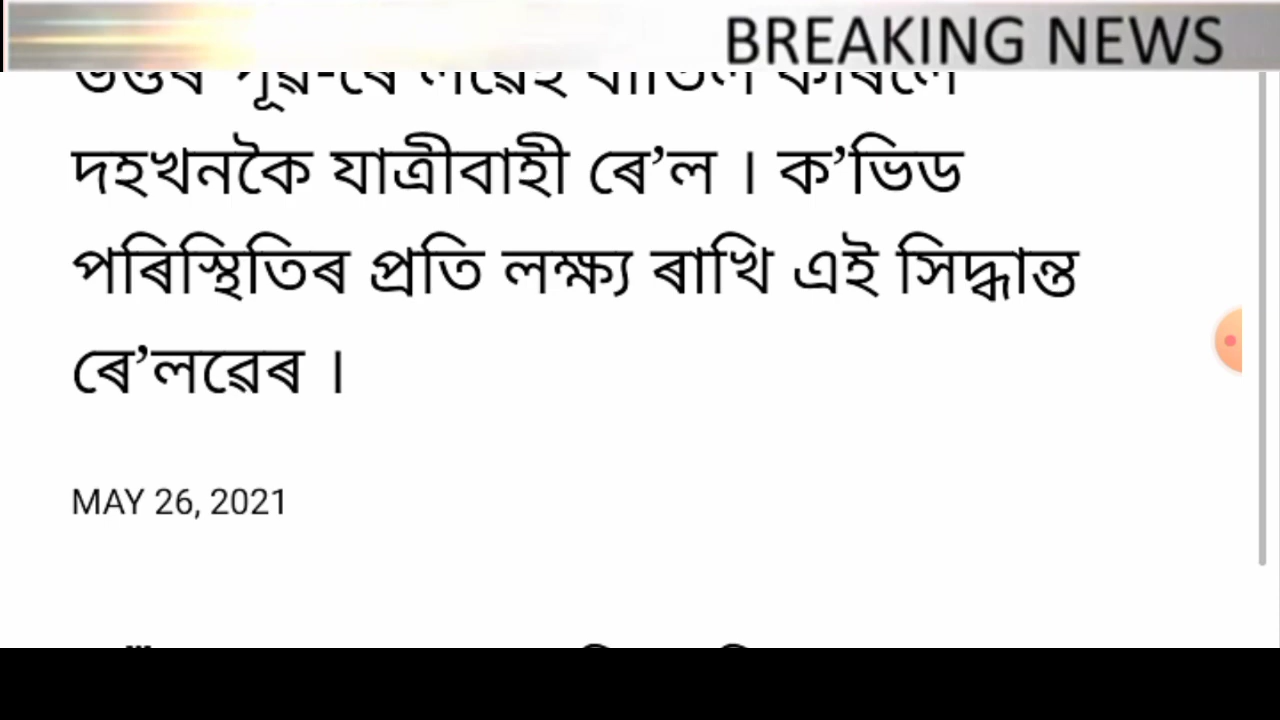 BREAKING NEWS
দহখনকৈ যাত্ৰীবাহী ৰে’ল । ক’ভিড
পৰিস্থিতিৰ প্ৰতি লক্ষ্য ৰাখি এই সিদ্ধান্ত
ৰে’লৱেৰ ।
MAY 26, 2021